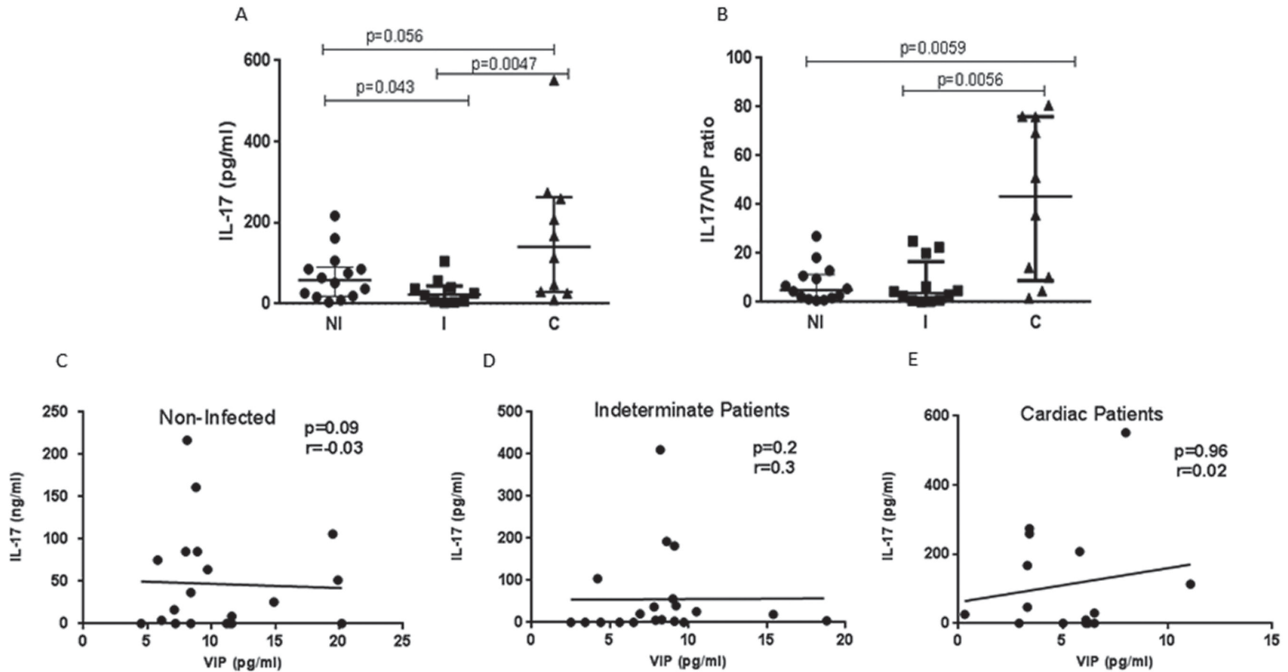 A
p=0.056
p=0.0047
p=0.043
600
400
200
0
IL-17 (pg/ml)
NI
I
C
B
p=0.0059
p=0.0056
100
80
60
40
20
0
IL17/VIP ratio
NI
I
C
C
Non-Infected
p=0.09
r=-0.03
250
200
150
100
50
0
IL-17 (ng/ml)
0
5
10
15
20
25
VIP (pg/ml)
D
Indeterminate Patients
p=0.2
r=0.3
500
400
300
200
100
0
IL-17 (pg/ml)
0
5
10
15
20
VIP (pg/ml)
E
Cardiac Patients
p=0.96
r=0.02
600
400
200
0
IL-17 (pg/ml)
0
5
10
15
VIP (pg/ml)